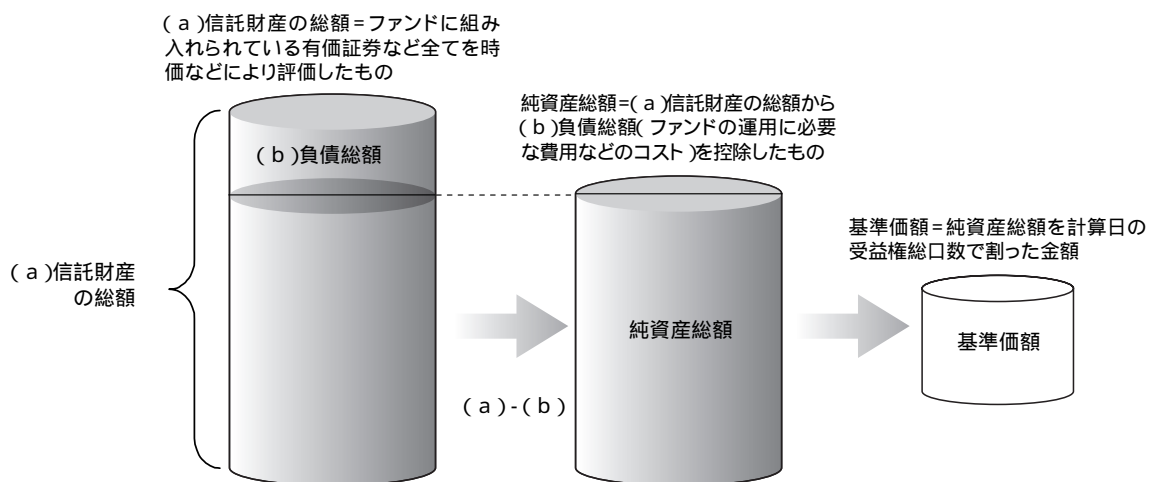 (a)信託財産の総額=ファンドに組み
入れられている有価証券など全てを時
価などにより評価したもの
(b)負債総額
(a)信託財産
の総額
純資産総額=(a)信託財産の総額から
(b)負債総額(ファンドの運用に必要
な費用などのコスト)を控除したもの
純資産総額
(a)-(b)
基準価額=純資産総額を計算日の
受益権総口数で割った金額
基準価額